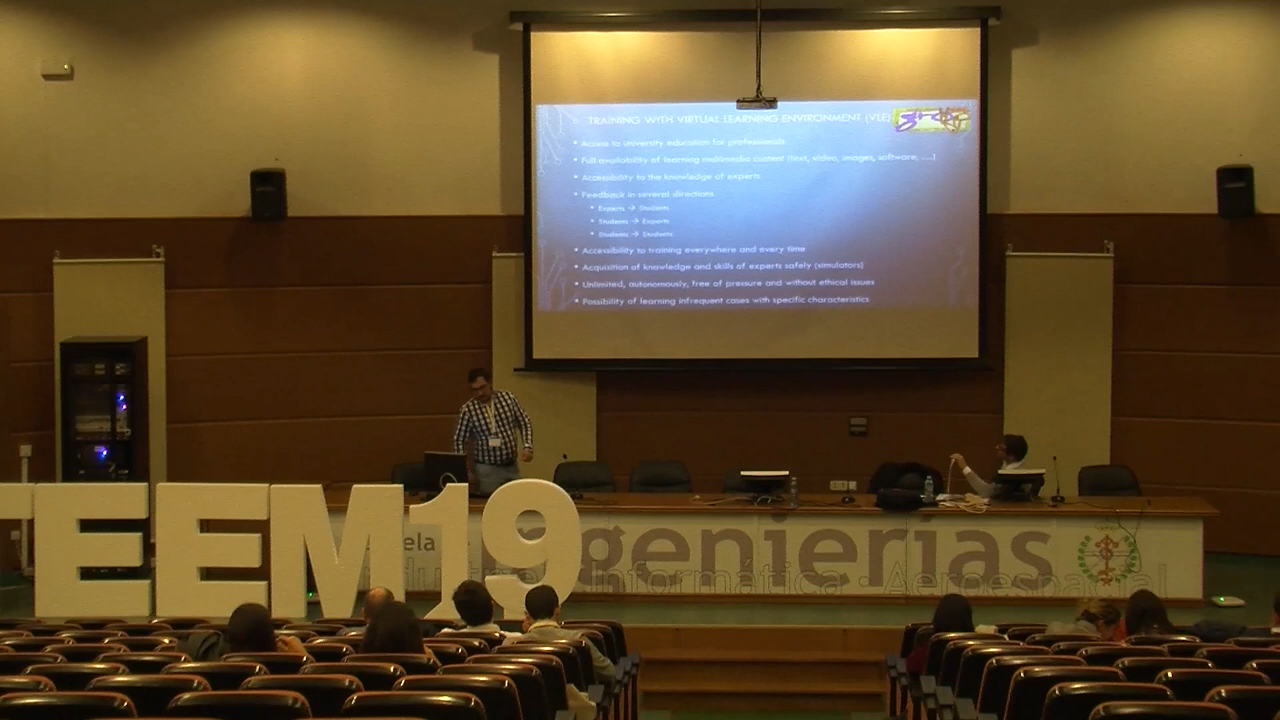 TRAINING WITH VIRTUAL LEARNING ENVIRONMENT (VLE)
• Access to university education for professionals
• Full availability of learning multimedia content (text, video, images, software, ...)
• Accessibility to the knowledge of experts
• Feedback in several directions
• Experts → Students
• Students → Experts
• Students → Students
• Accessibility to training everywhere and every time
• Acquisition of knowledge and skills of experts safely (simulators)
• Unlimited, autonomously, free of pressure and without ethical issues
• Possibility of learning infrequent cases with specific characteristics
TEEM19
ela
ngenierías
Informática - Aeroespacial